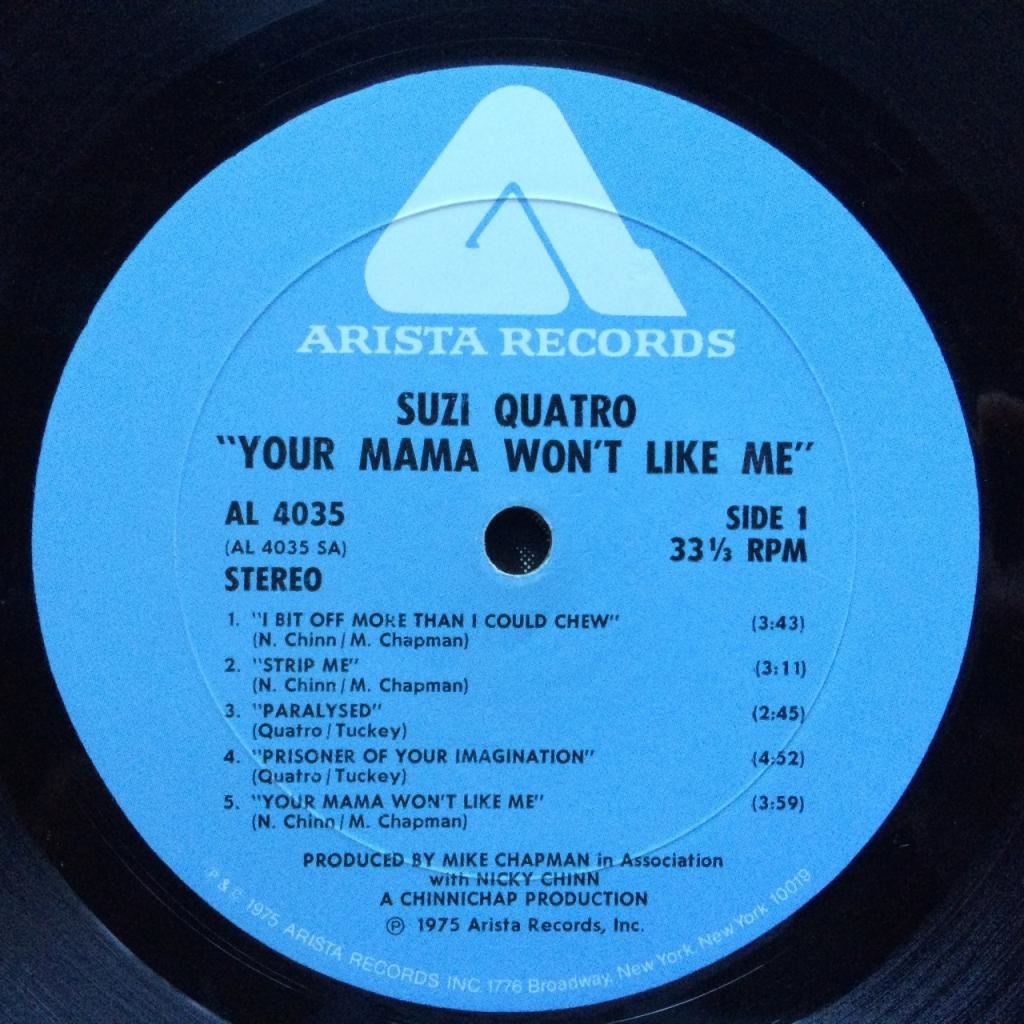 ARISTA RECORDS
SUZI QUATRO
"YOUR MAMA WON'T LIKE ME"
AL 4035
(AL 4035 SA)
STEREO
SIDE 1
33⅓ RPM
1. "I BIT OFF MORE THAN I COULD CHEW" (3:43)
(N. Chinn/M. Chapman)
2. "STRIP ME" (3:11)
(N. Chinn/M. Chapman)
3. "PARALYSED" (2:45)
(Quatro/Tuckey)
4. "PRISONER OF YOUR IMAGINATION" (4:52)
(Quatro/Tuckey)
5. "YOUR MAMA WON'T LIKE ME" (3:59)
(N. Chinn/M. Chapman)
PRODUCED BY MIKE CHAPMAN in Association
with NICKY CHINN
A CHINNICHAP PRODUCTION
℗ 1975 Arista Records, Inc.
P & C 1975 ARISTA RECORDS INC. 1776 Broadway, New York, New York 10019